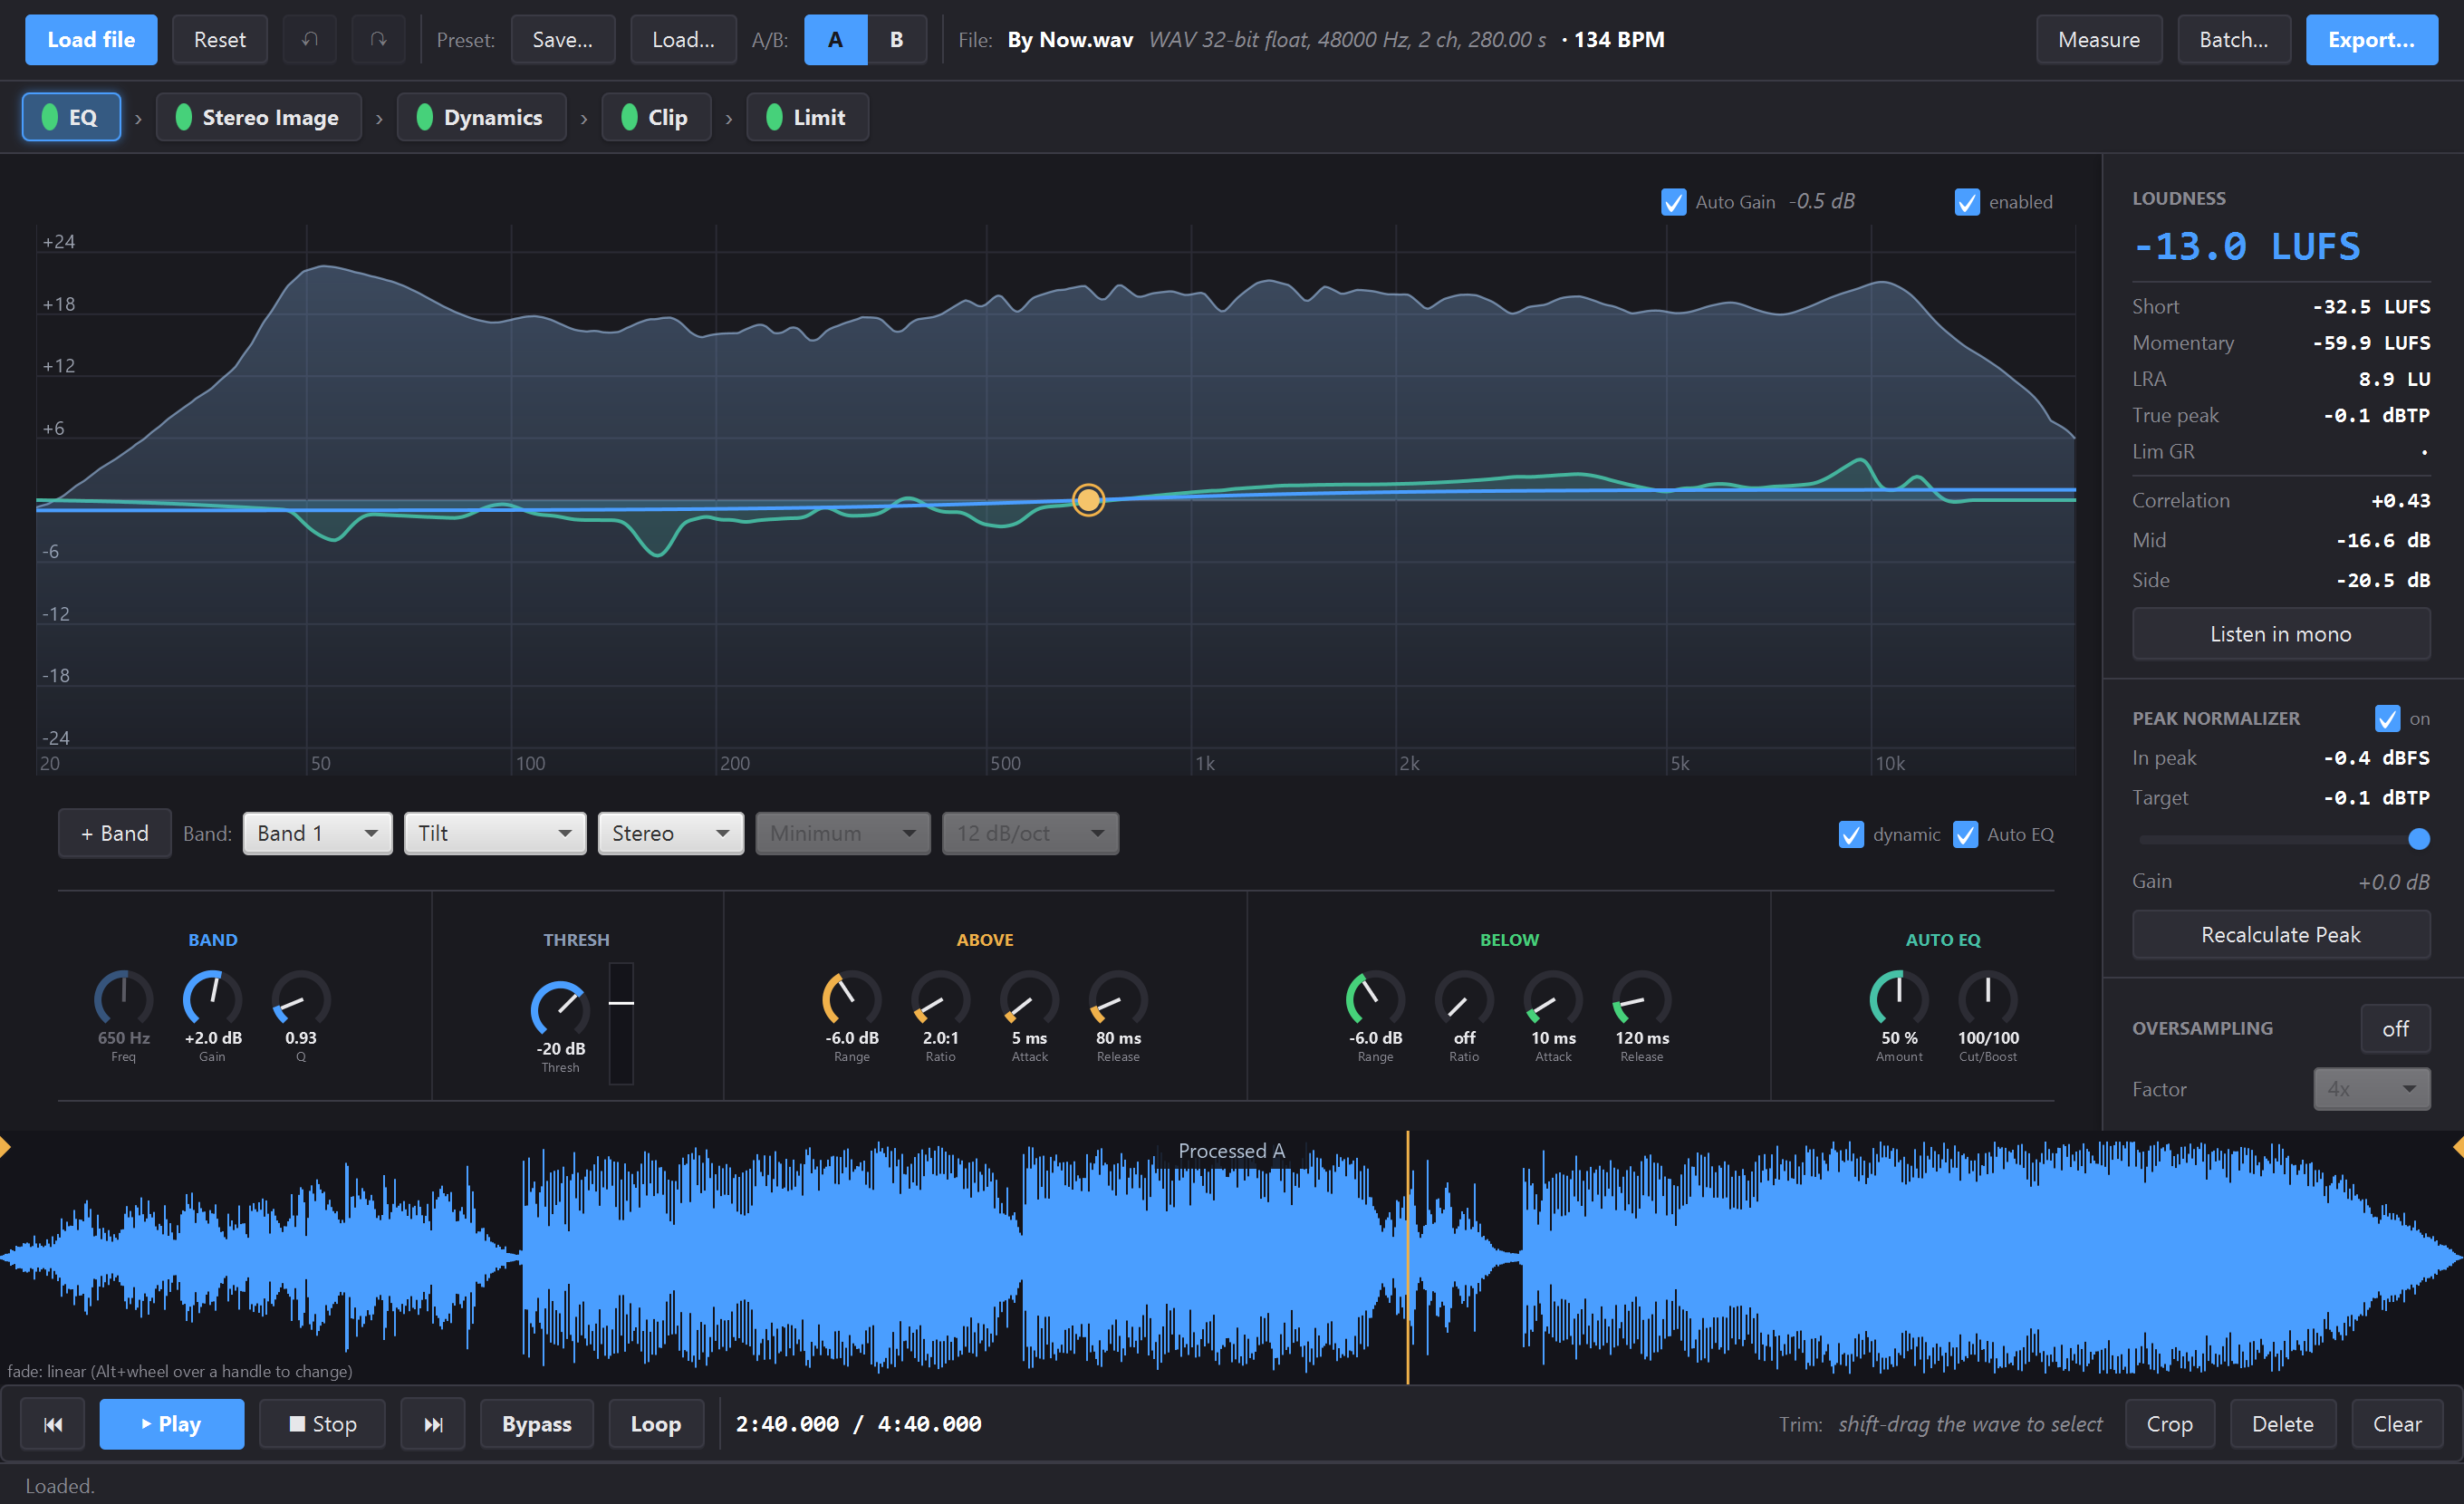 Load file Reset Preset: Save... Load... A/B: A B File: By Now.wav WAV 32-bit float, 48000 Hz, 2 ch, 280.00 s · 134 BPM Measure Batch... Export...
EQ › Stereo Image › Dynamics › Clip › Limit
Auto Gain -0.5 dB enabled
+24
+18
+12
+6
-6
-12
-18
-24
20 50 100 200 500 1k 2k 5k 10k
+ Band Band: Band 1 Tilt Stereo Minimum 12 dB/oct dynamic Auto EQ
BAND THRESH ABOVE BELOW AUTO EQ
650 Hz +2.0 dB 0.93 -20 dB -6.0 dB 2.0:1 5 ms 80 ms -6.0 dB off 10 ms 120 ms 50 % 100/100
Freq Gain Q Thresh Range Ratio Attack Release Range Ratio Attack Release Amount Cut/Boost
LOUDNESS
-13.0 LUFS
Short -32.5 LUFS
Momentary -59.9 LUFS
LRA 8.9 LU
True peak -0.1 dBTP
Lim GR ·
Correlation +0.43
Mid -16.6 dB
Side -20.5 dB
Listen in mono
PEAK NORMALIZER on
In peak -0.4 dBFS
Target -0.1 dBTP
Gain +0.0 dB
Recalculate Peak
OVERSAMPLING off
Factor 4x
Processed A
fade: linear (Alt+wheel over a handle to change)
Play Stop Bypass Loop 2:40.000 / 4:40.000 Trim: shift-drag the wave to select Crop Delete Clear
Loaded.